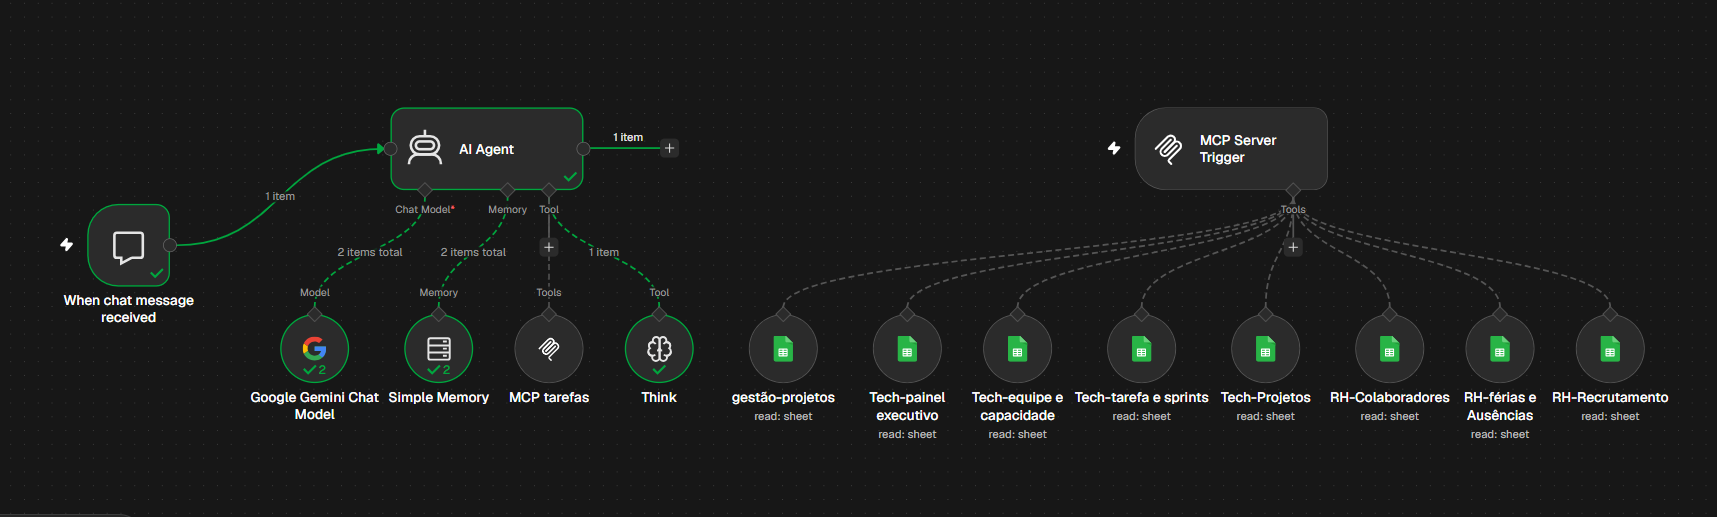 1 item
AI Agent
MCP Server
Trigger
1 item
Chat Model*
Memory
Tool
Tools
2 items total
2 items total
1 item
When chat message
received
Model
Memory
Tools
Tool
2
2
Google Gemini Chat
Model
Simple Memory
MCP tarefas
Think
gestão-projetos
read: sheet
Tech-painel
executivo
read: sheet
Tech-equipe e
capacidade
read: sheet
Tech-tarefa e sprints
read: sheet
Tech-Projetos
read: sheet
RH-Colaboradores
read: sheet
RH-férias e
Ausências
read: sheet
RH-Recrutamento
read: sheet